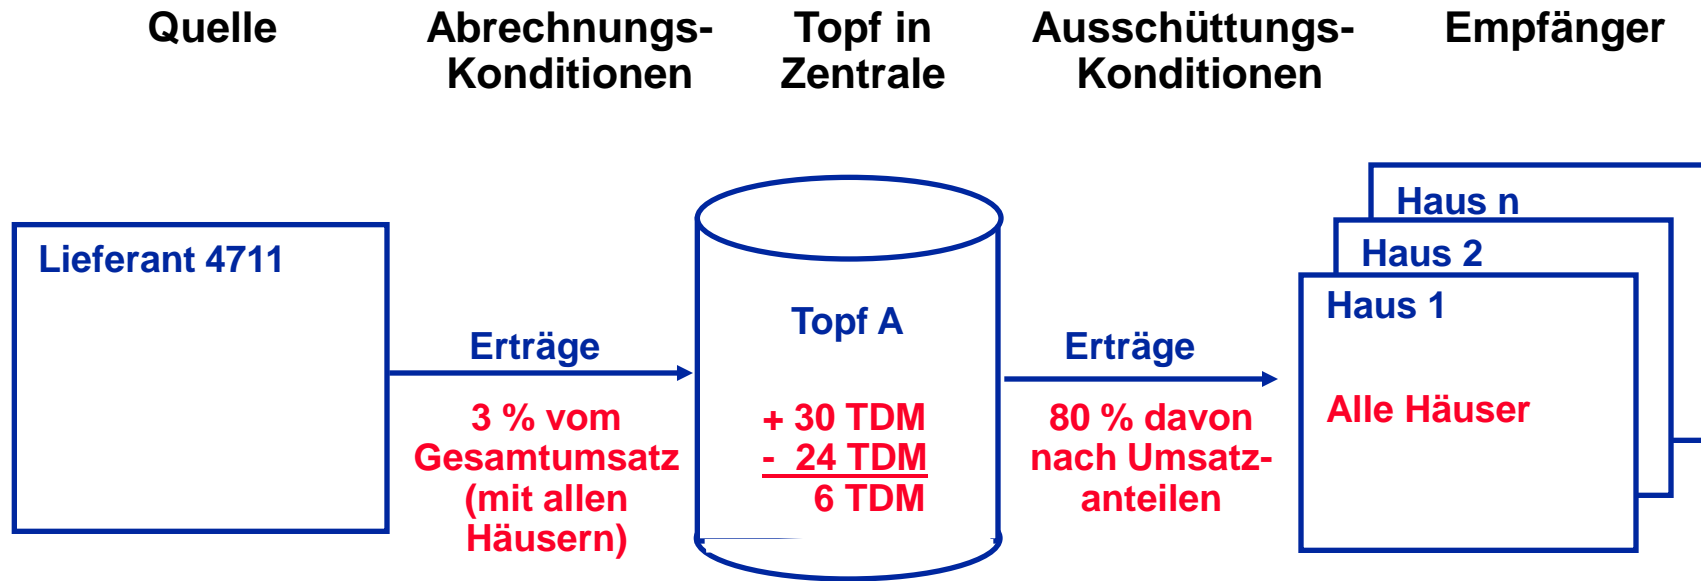 Quelle
Abrechnungs-
Konditionen
Topf in
Zentrale
Ausschüttungs-
Konditionen
Empfänger
Lieferant 4711
Erträge
3 % vom
Gesamtumsatz
(mit allen
Häusern)
Topf A
+ 30 TDM
- 24 TDM
6 TDM
Erträge
80 % davon
nach Umsatz-
anteilen
Haus n
Haus 2
Haus 1
Alle Häuser